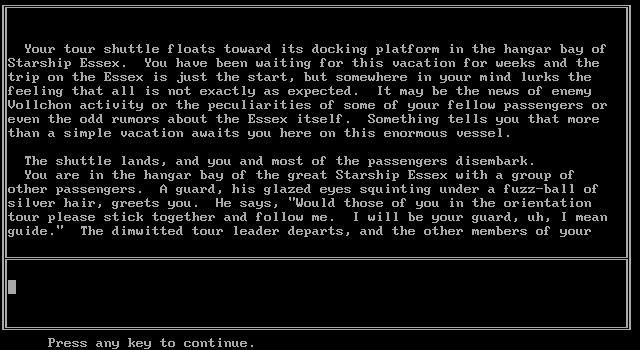 Your tour shuttle floats toward its docking platform in the hangar bay of
Starship Essex.  You have been waiting for this vacation for weeks and the
trip on the Essex is just the start, but somewhere in your mind lurks the
feeling that all is not exactly as expected.  It may be the news of enemy
Vollchon activity or the peculiarities of some of your fellow passengers or
even the odd rumors about the Essex itself.  Something tells you that more
than a simple vacation awaits you here on this enormous vessel.
The shuttle lands, and you and most of the passengers disembark.
You are in the hangar bay of the great Starship Essex with a group of
other passengers.  A guard, his glazed eyes squinting under a fuzz-ball of
silver hair, greets you.  He says, "Would those of you in the orientation
tour please stick together and follow me.  I will be your guard, uh, I mean
guide."  The dimwitted tour leader departs, and the other members of your
Press any key to continue.